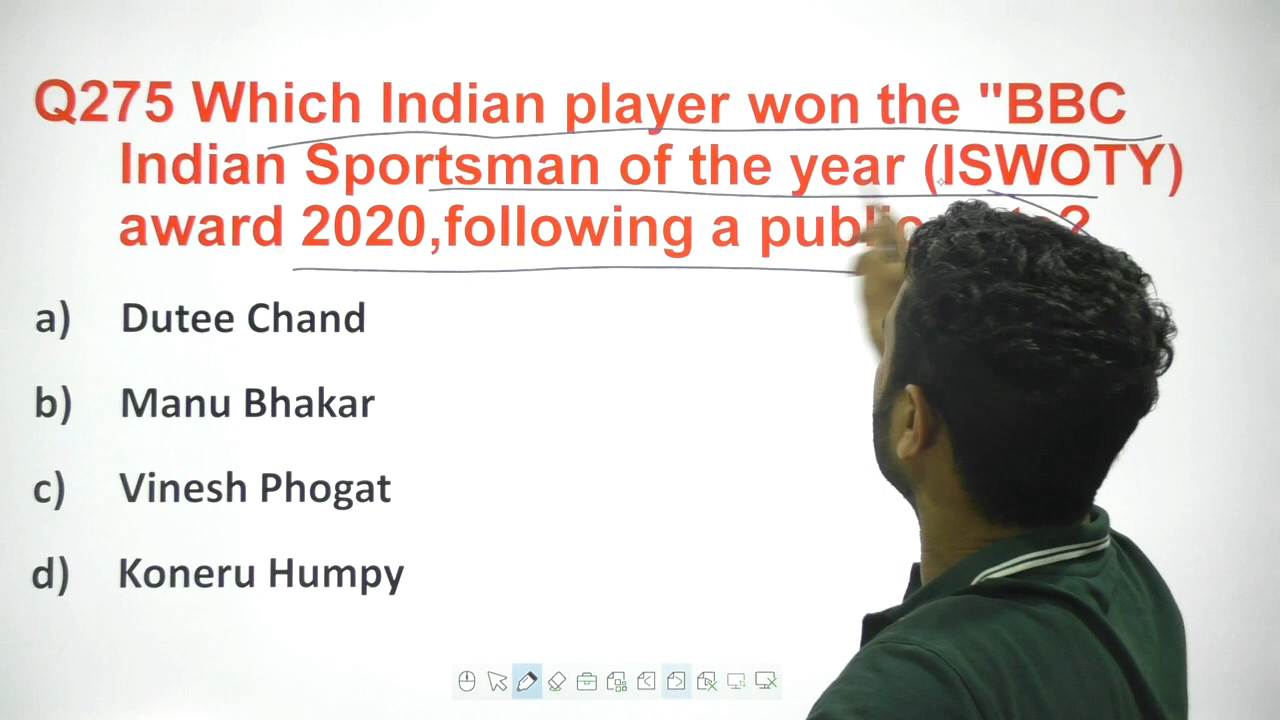 Q275 Which Indian player won the "BBC
Indian Sportsman of the year (ISWOTY)
award 2020,following a
a) Dutee Chand
b) Manu Bhakar
c) Vinesh Phogat
d) Koneru Humpy